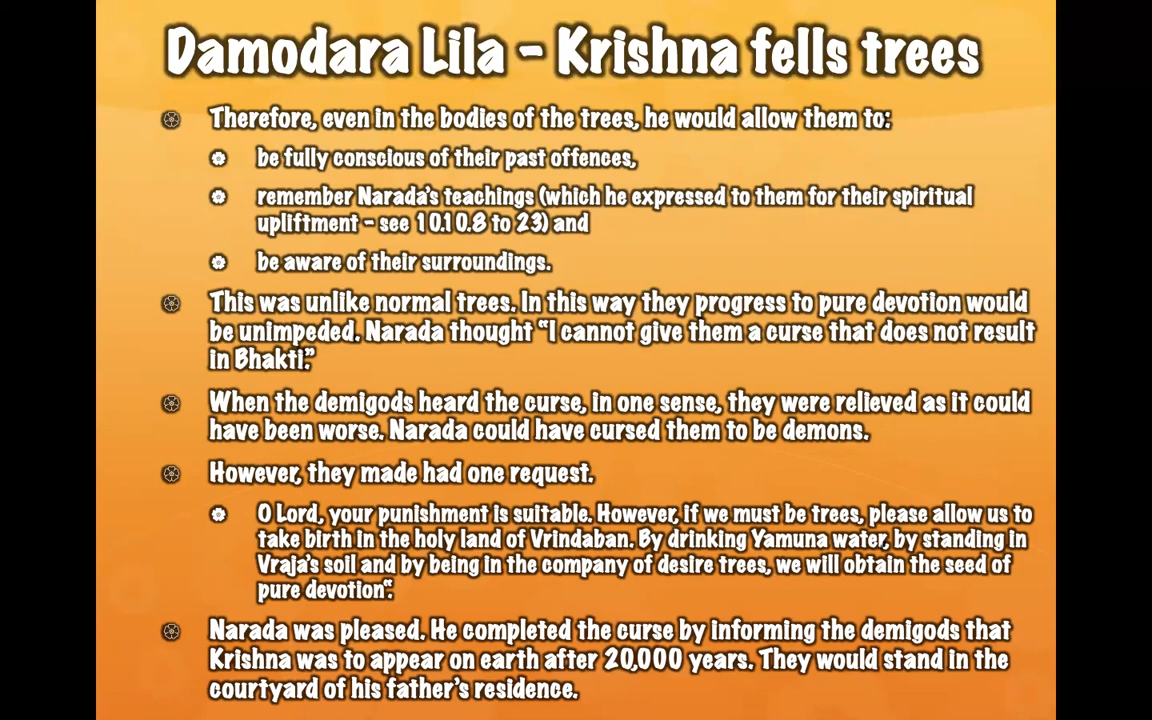 Damodara Lila - Krishna fells trees
Therefore, even in the bodies of the trees, he would allow them to:
be fully conscious of their past offences,
remember Narada's teachings (which he expressed to them for their spiritual
upliftment - see 10.10.8 to 23) and
be aware of their surroundings.
This was unlike normal trees. In this way they progress to pure devotion would
be unimpeded. Narada thought "I cannot give them a curse that does not result
in Bhakti."
When the demigods heard the curse, in one sense, they were relieved as it could
have been worse. Narada could have cursed them to be demons.
However, they made had one request.
O Lord, your punishment is suitable. However, if we must be trees, please allow us to
take birth in the holy land of Vrindaban. By drinking Yamuna water, by standing in
Vraja's soil and by being in the company of desire trees, we will obtain the seed of
pure devotion“.
Narada was pleased. He completed the curse by informing the demigods that
Krishna was to appear on earth after 20,000 years. They would stand in the
courtyard of his father's residence.